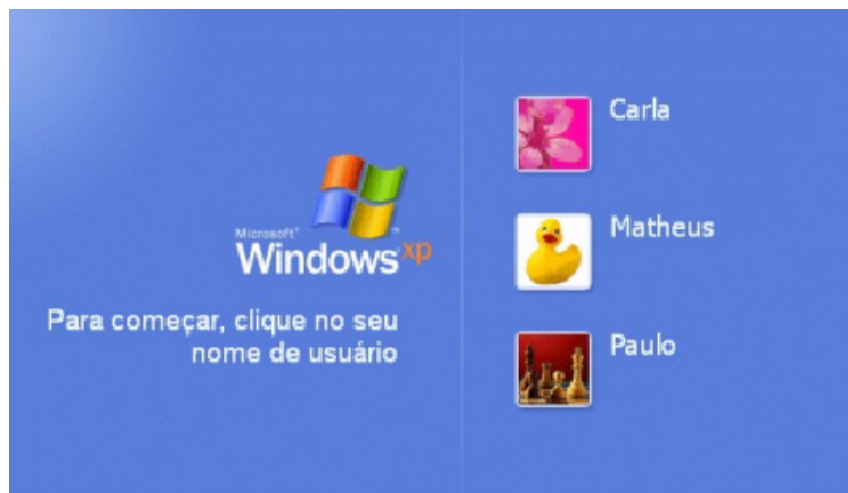 Microsoft®
Windows xp
Para começar, clique no seu
nome de usuário
Carla
Matheus
Paulo